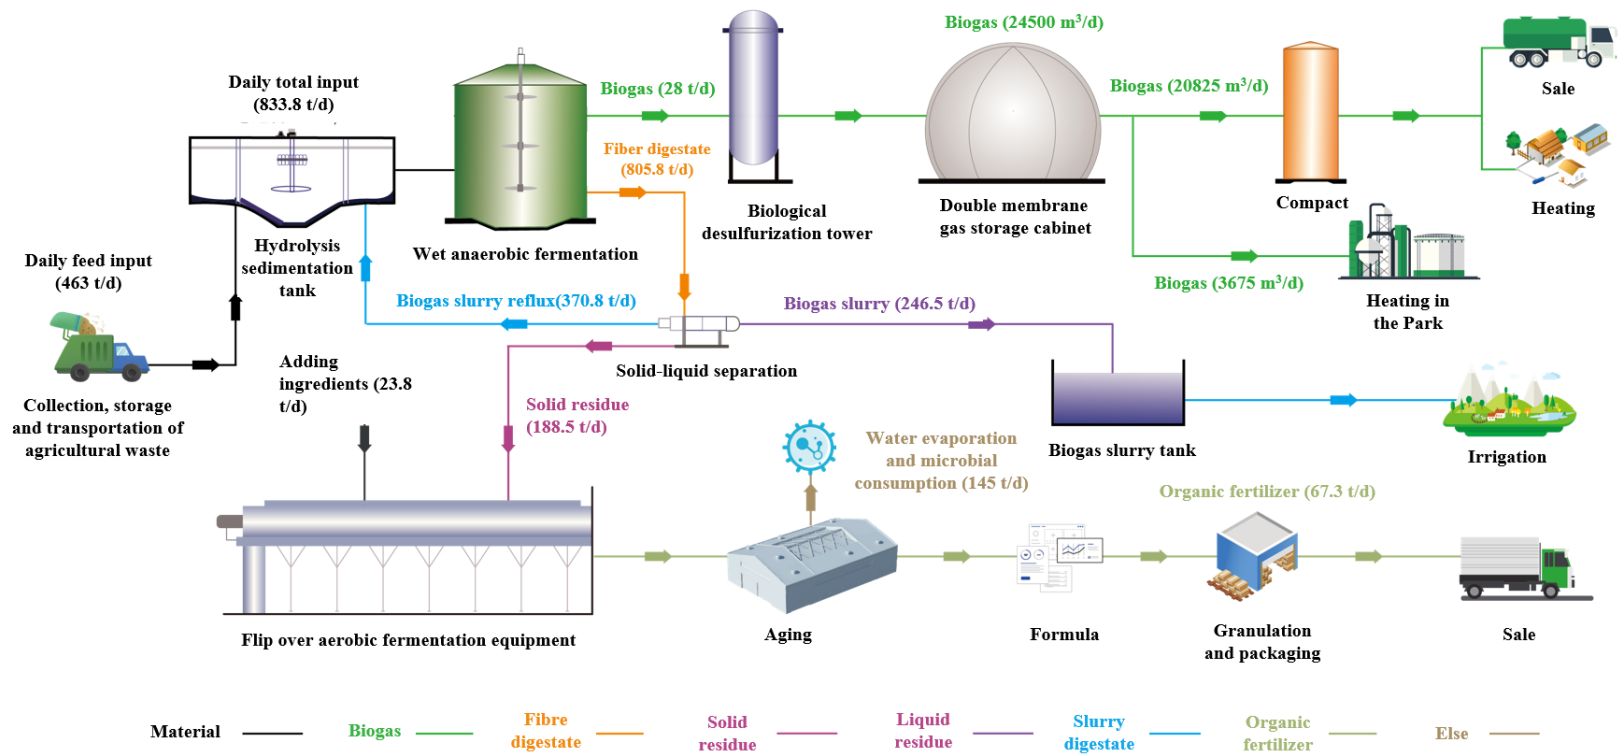 Daily total input
(833.8 t/d)
Hydrolysis
sedimentation
tank
Daily feed input
(463 t/d)
Collection, storage
and transportation of
agricultural waste
Wet anaerobic fermentation
Biogas (28 t/d)
Fiber digestate
(805.8 t/d)
Biological
desulfurization tower
Biogas (24500 m³/d)
Double membrane
gas storage cabinet
Biogas (20825 m³/d)
Compact
Sale
Heating
Biogas (3675 m³/d)
Heating in
the Park
Biogas slurry reflux(370.8 t/d)
Solid-liquid separation
Biogas slurry (246.5 t/d)
Biogas slurry tank
Irrigation
Adding
ingredients (23.8
t/d)
Solid residue
(188.5 t/d)
Flip over aerobic fermentation equipment
Water evaporation
and microbial
consumption (145 t/d)
Aging
Formula
Organic fertilizer (67.3 t/d)
Granulation
and packaging
Sale
Material
Biogas
Fibre
digestate
Solid
residue
Liquid
residue
Slurry
digestate
Organic
fertilizer
Else